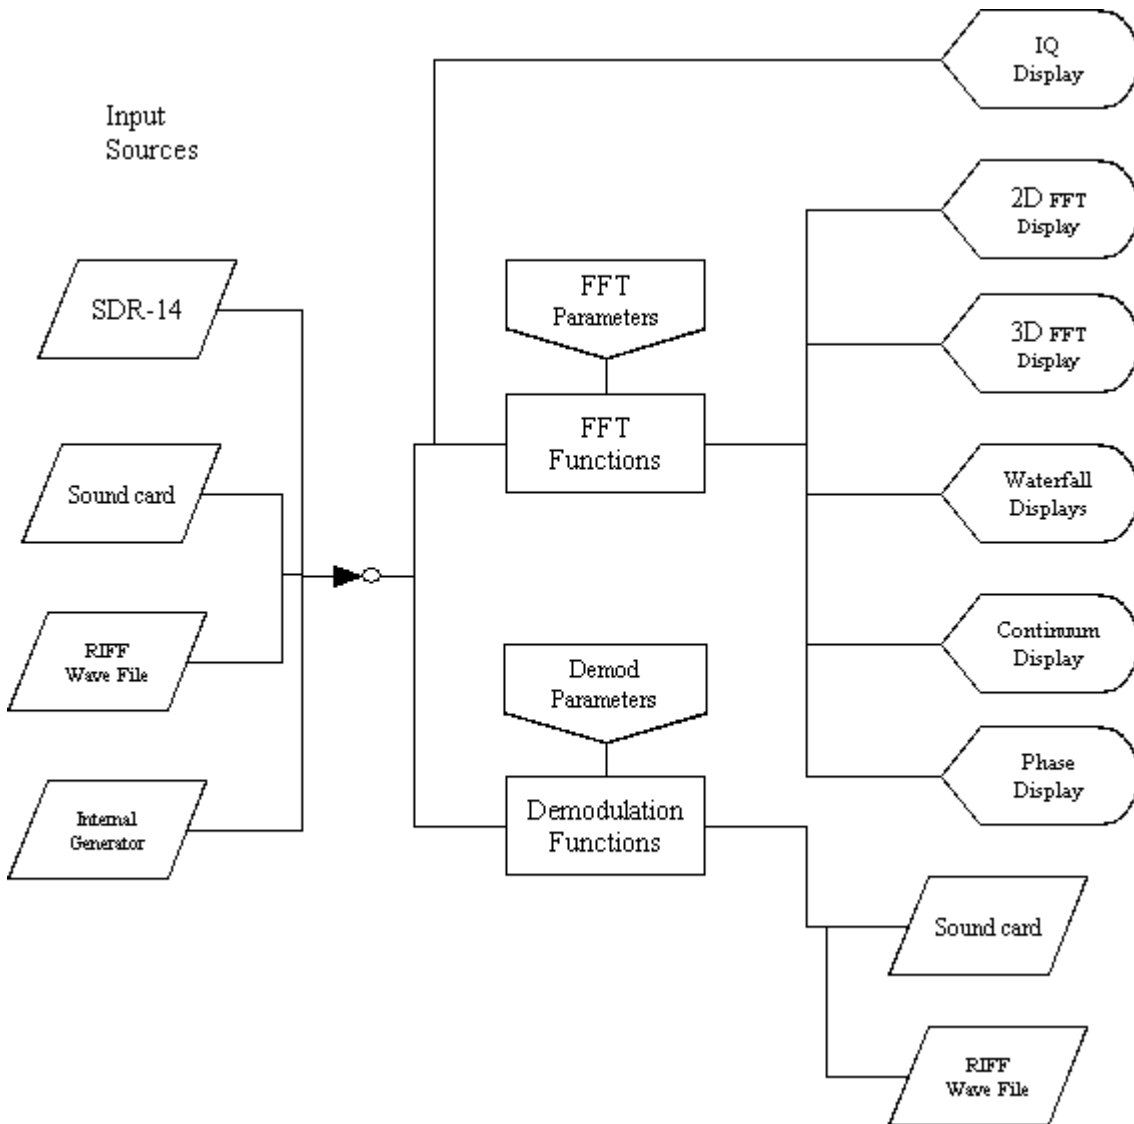 IQ
Display
Input
Sources
2D FFT
Display
SDR-14
FFT
Parameters
3D FFT
Display
FFT
Functions
Sound card
Waterfall
Displays
RIFF
Wave File
Demod
Parameters
Continuum
Display
Internal
Generator
Demodulation
Functions
Phase
Display
Sound card
RIFF
Wave File